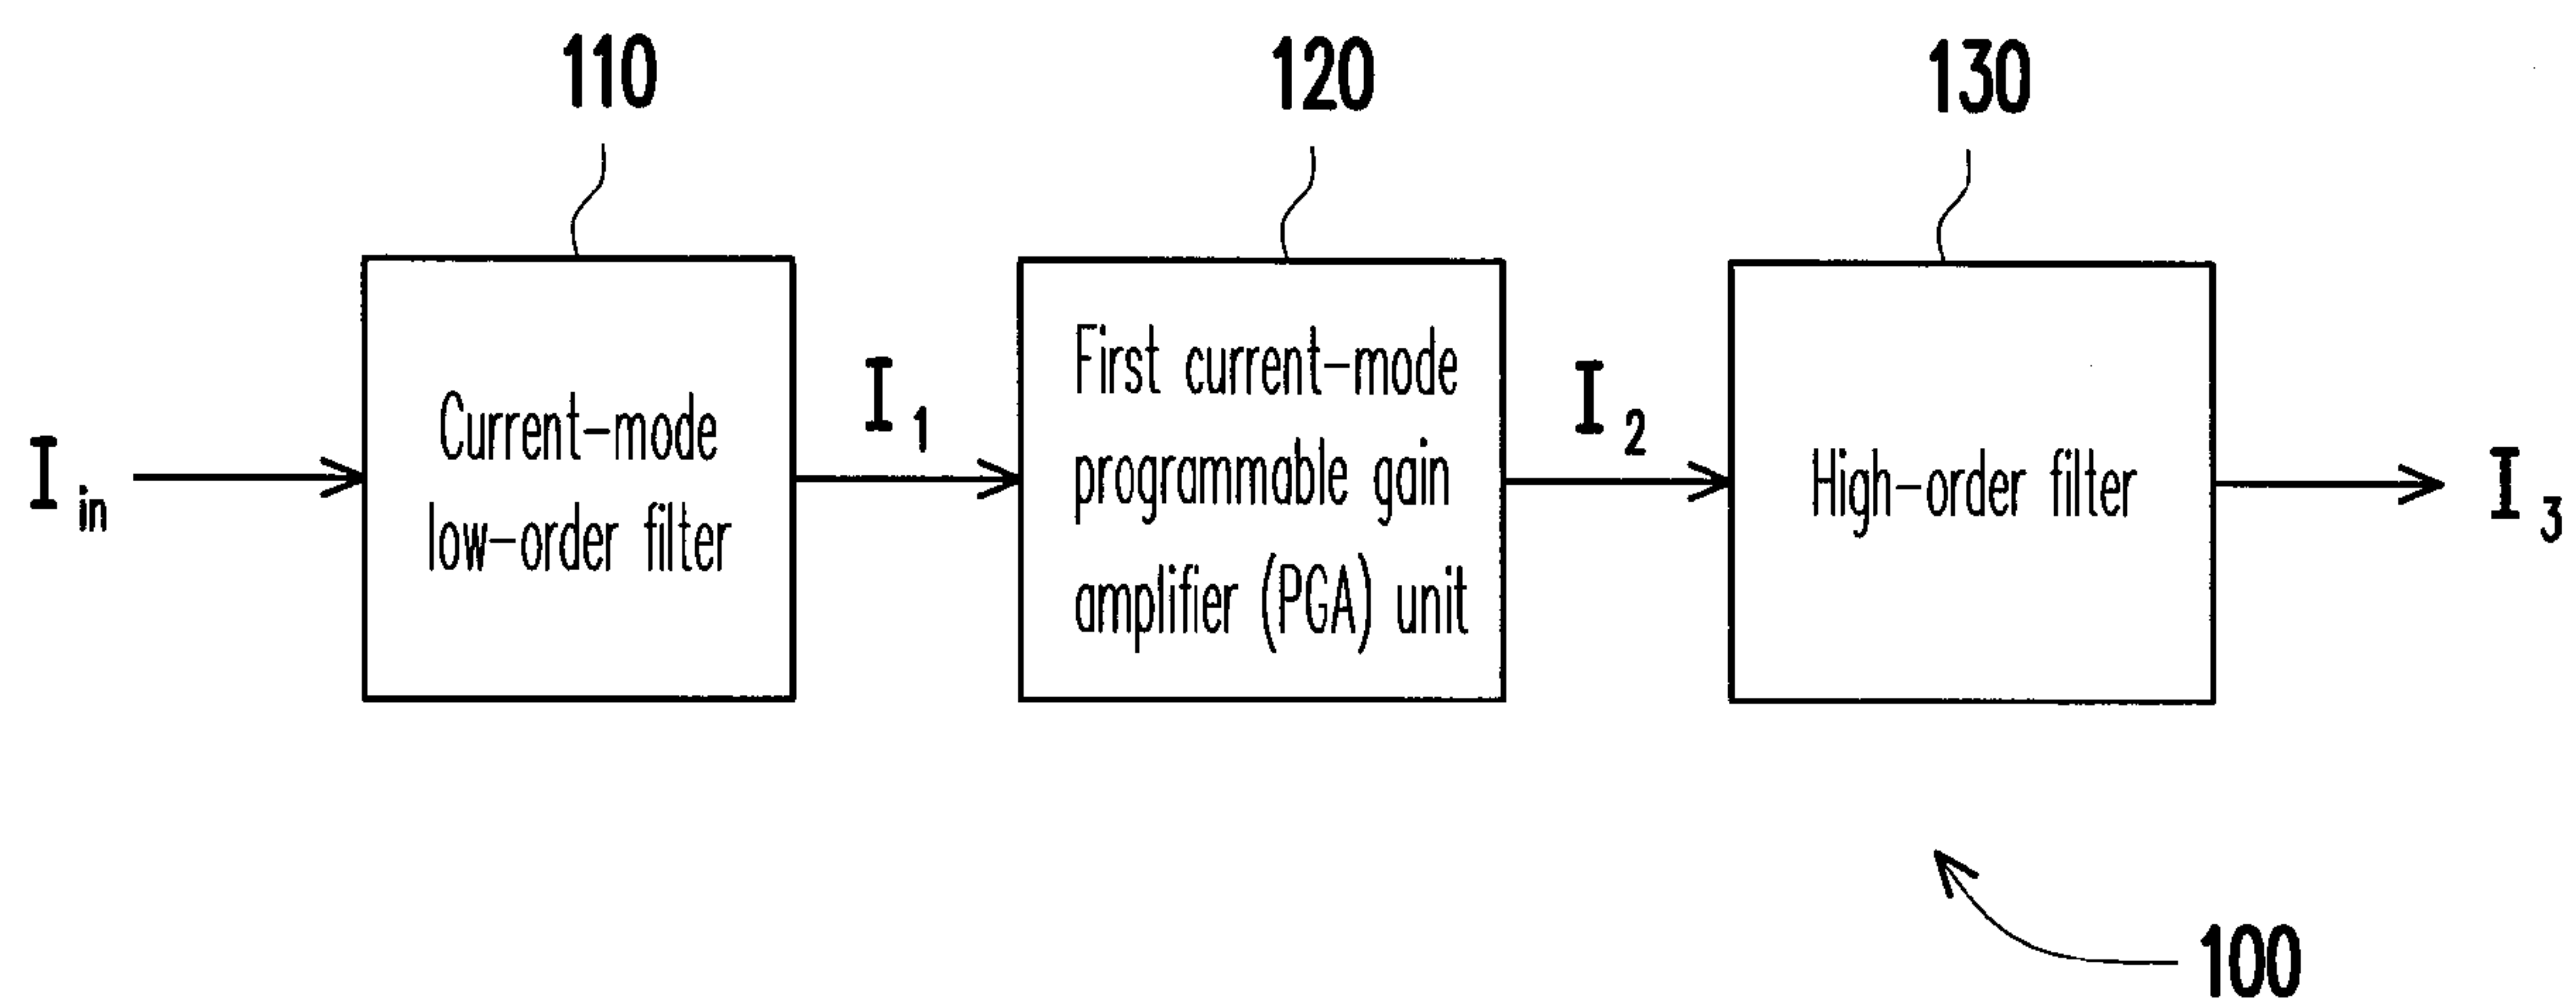 110
120
130
I in
Current-mode
low-order filter
I 1
First current-mode
programmable gain
amplifier (PGA) unit
I 2
High-order filter
I 3
100